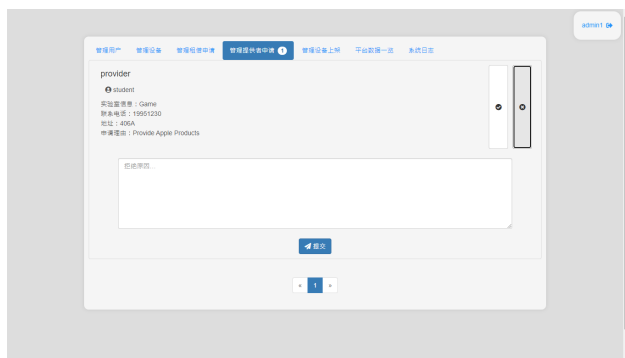 admin1
管理用户 管理设备 管理租借申请 管理提供者申请 1 管理设备上架 平台数据一览 系统日志
provider
student
实验室信息：Game
联系电话：19951230
地址：406A
申请理由：Provide Apple Products
拒绝原因...
提交
« 1 »